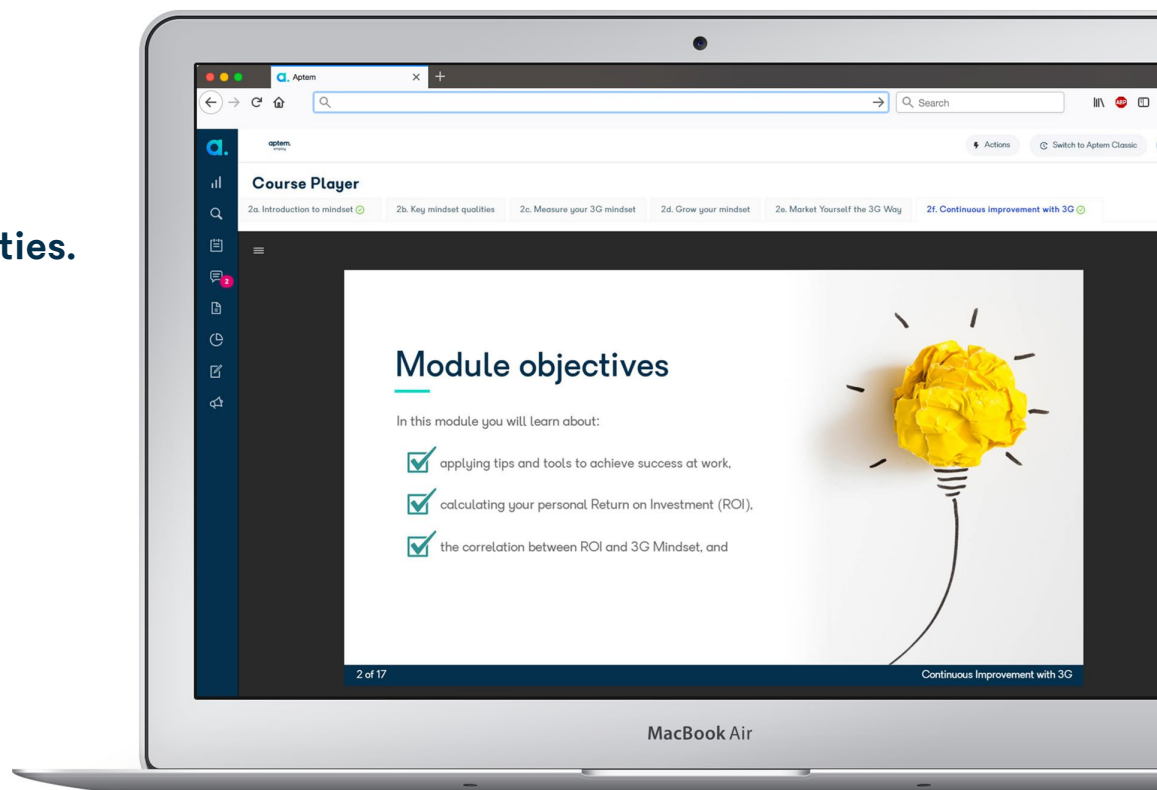 ties.
Aptem
Search
a.
aptem.
employ
Actions
Switch to Aptem Classic
Course Player
2a. Introduction to mindset
2b. Key mindset qualities
2c. Measure your 3G mindset
2d. Grow your mindset
2e. Market Yourself the 3G Way
2f. Continuous improvement with 3G
2
Module objectives
In this module you will learn about:
applying tips and tools to achieve success at work,
calculating your personal Return on Investment (ROI),
the correlation between ROI and 3G Mindset, and
2 of 17
Continuous Improvement with 3G
MacBook Air